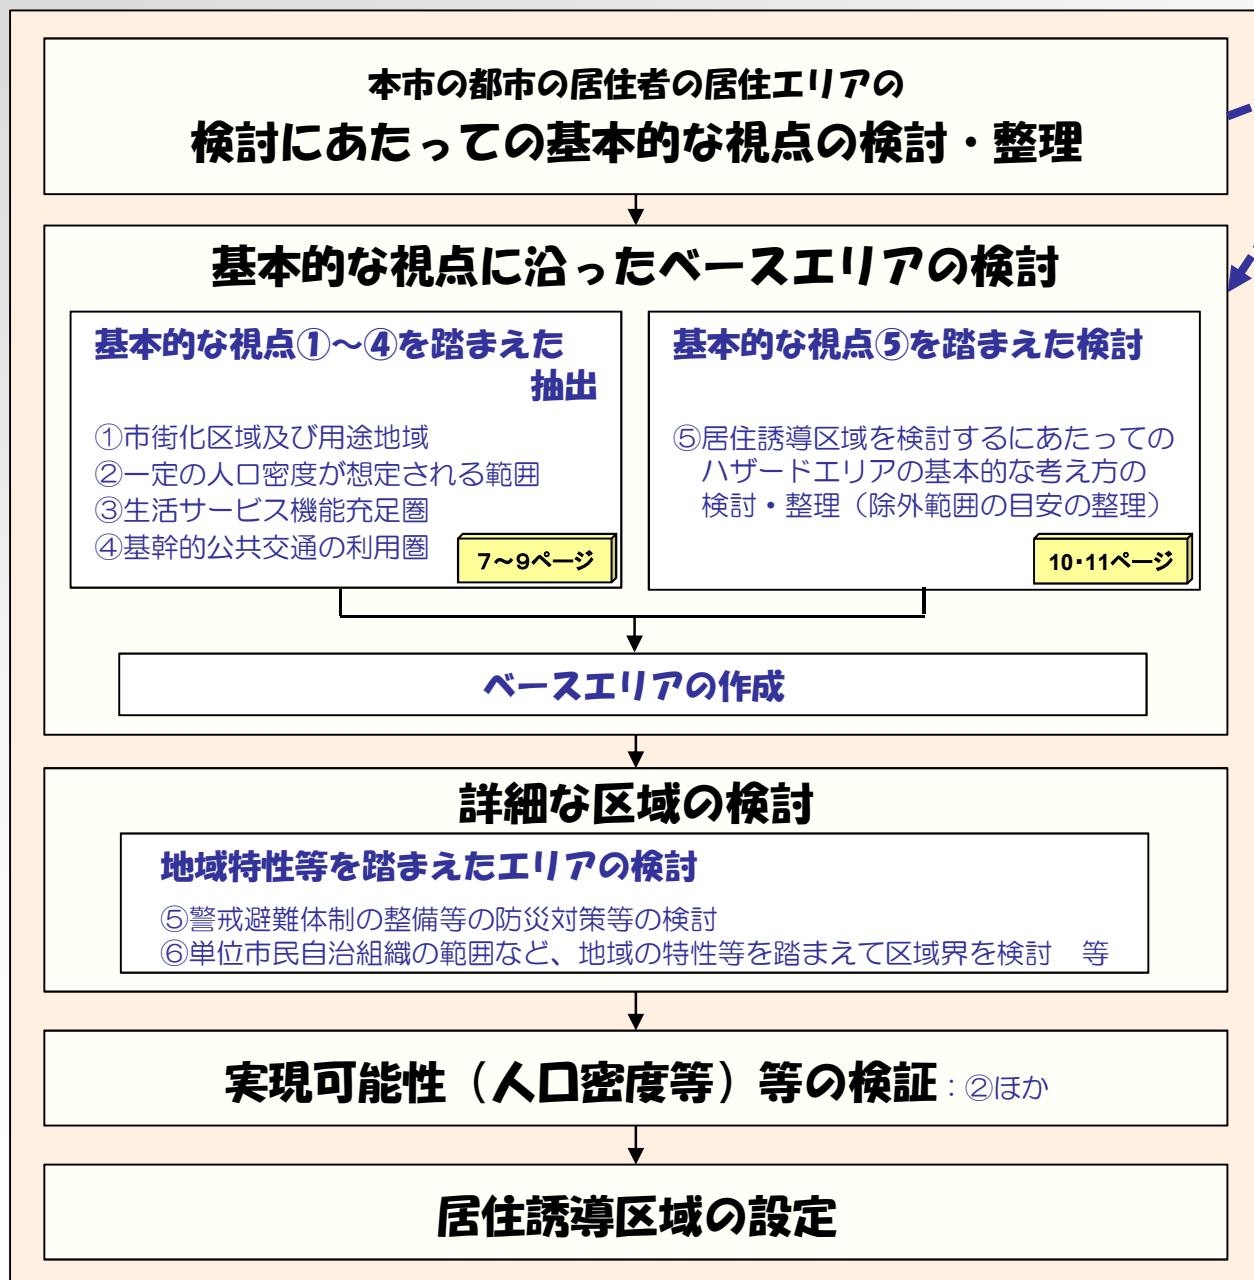 本市の都市の居住者の居住エリアの
検討にあたっての基本的な視点の検討・整理
基本的な視点に沿ったベースエリアの検討
基本的な視点①～④を踏まえた
抽出
①市街化区域及び用途地域
②一定の人口密度が想定される範囲
③生活サービス機能充足圏
④基幹的公共交通の利用圏
7～9ページ
基本的な視点⑤を踏まえた検討
⑤居住誘導区域を検討するにあたっての
ハザードエリアの基本的な考え方の
検討・整理（除外範囲の目安の整理）
10・11ページ
ベースエリアの作成
詳細な区域の検討
地域特性等を踏まえたエリアの検討
⑤警戒避難体制の整備等の防災対策等の検討
⑥単位市民自治組織の範囲など、地域の特性等を踏まえて区域界を検討　等
実現可能性（人口密度等）等の検証：②ほか
居住誘導区域の設定